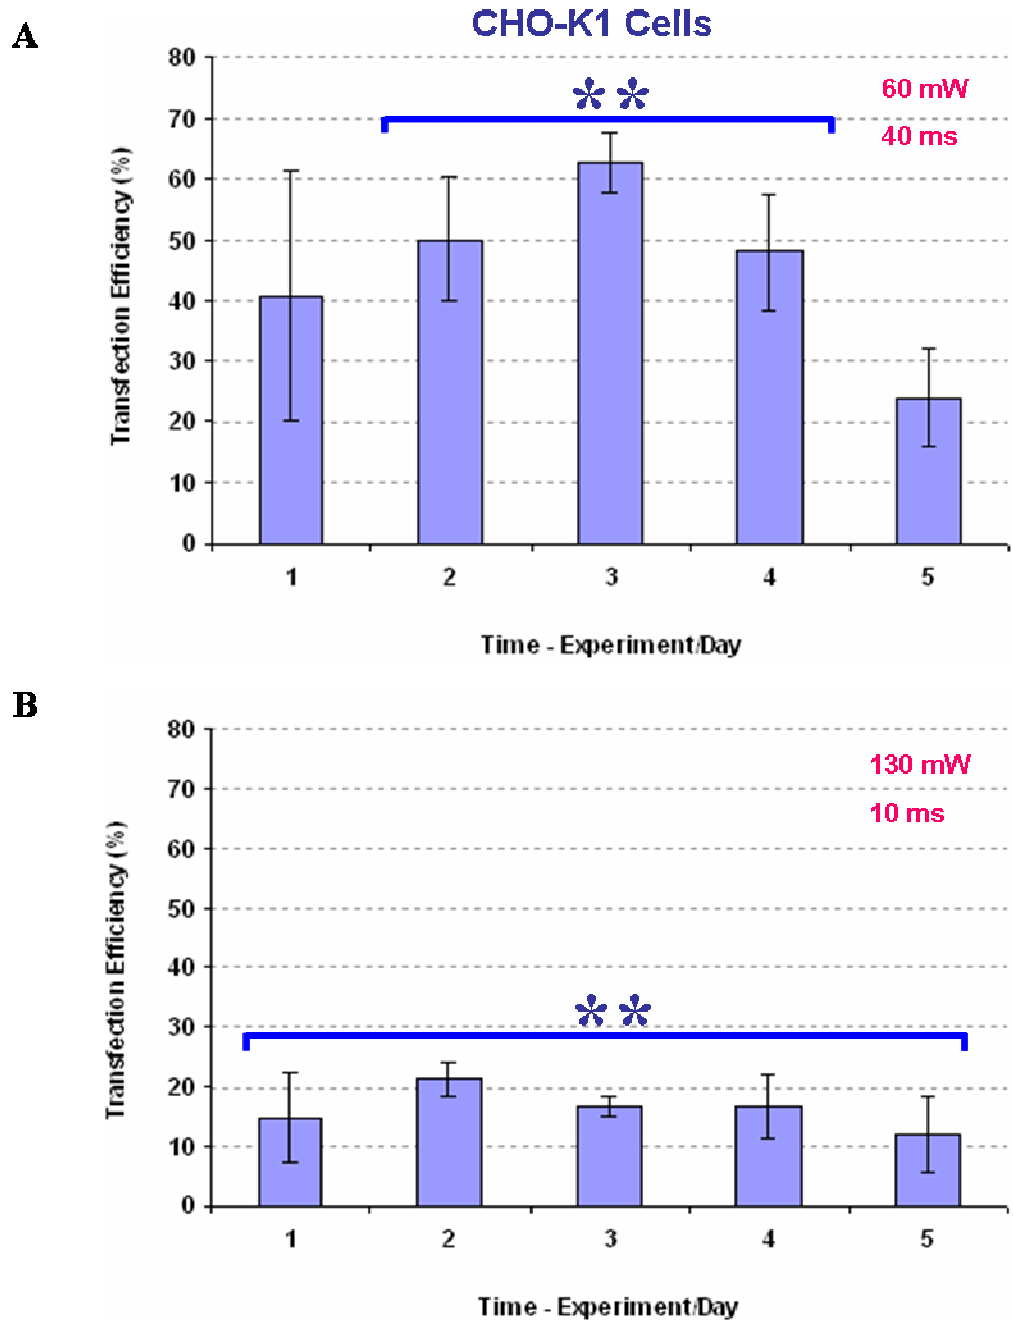 A
CHO-K1 Cells
80
70
60
50
40
30
20
10
0
Transfection Efficiency (%)
** 
60 mW
40 ms
1 2 3 4 5
Time - Experiment/Day
B
80
70
60
50
40
30
20
10
0
Transfection Efficiency (%)
130 mW
10 ms
**
1 2 3 4 5
Time - Experiment/Day